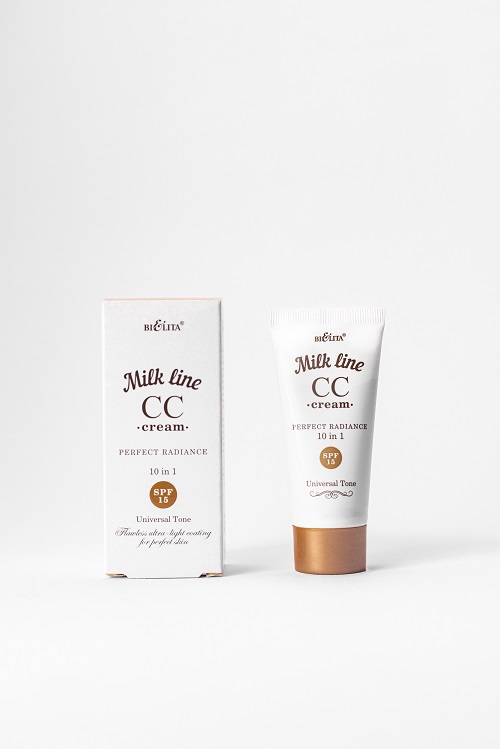 BIELITA®
Milk line
CC
·cream·
PERFECT RADIANCE
10 in 1
SPF
15
Universal Tone
Flawless ultra-light coating
for perfect skin
BIELITA®
Milk line
CC
·cream·
PERFECT RADIANCE
10 in 1
SPF
15
Universal Tone